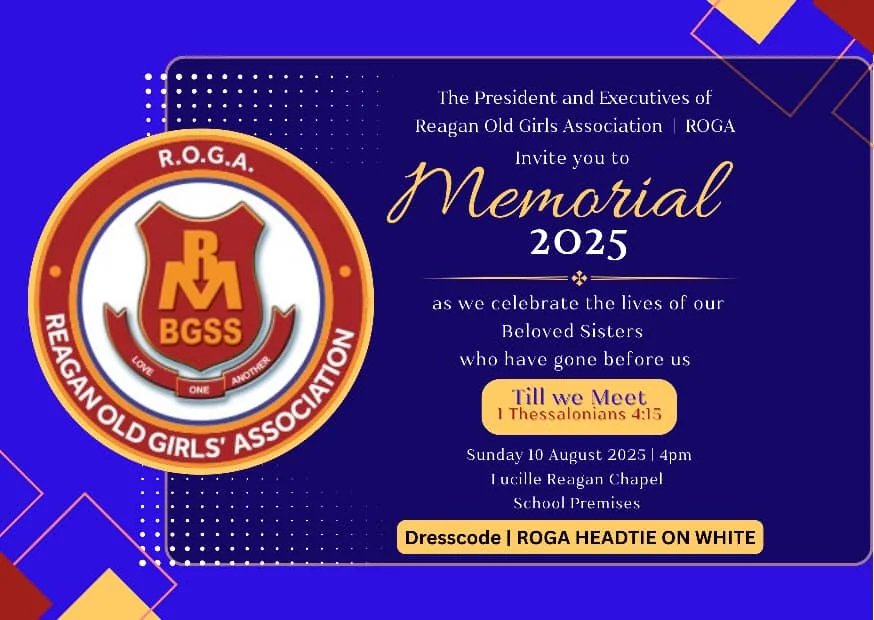 R.O.G.A.
RM
BGSS
LOVE
ONE
ANOTHER
REAGAN OLD GIRLS' ASSOCIATION
The President and Executives of
Reagan Old Girls Association | ROGA
Invite you to
Memorial
2025
as we celebrate the lives of our
Beloved Sisters
who have gone before us
Till we Meet
1 Thessalonians 4:15
Sunday 10 August 2025 | 4pm
Lucille Reagan Chapel
School Premises
Dresscode | ROGA HEADTIE ON WHITE